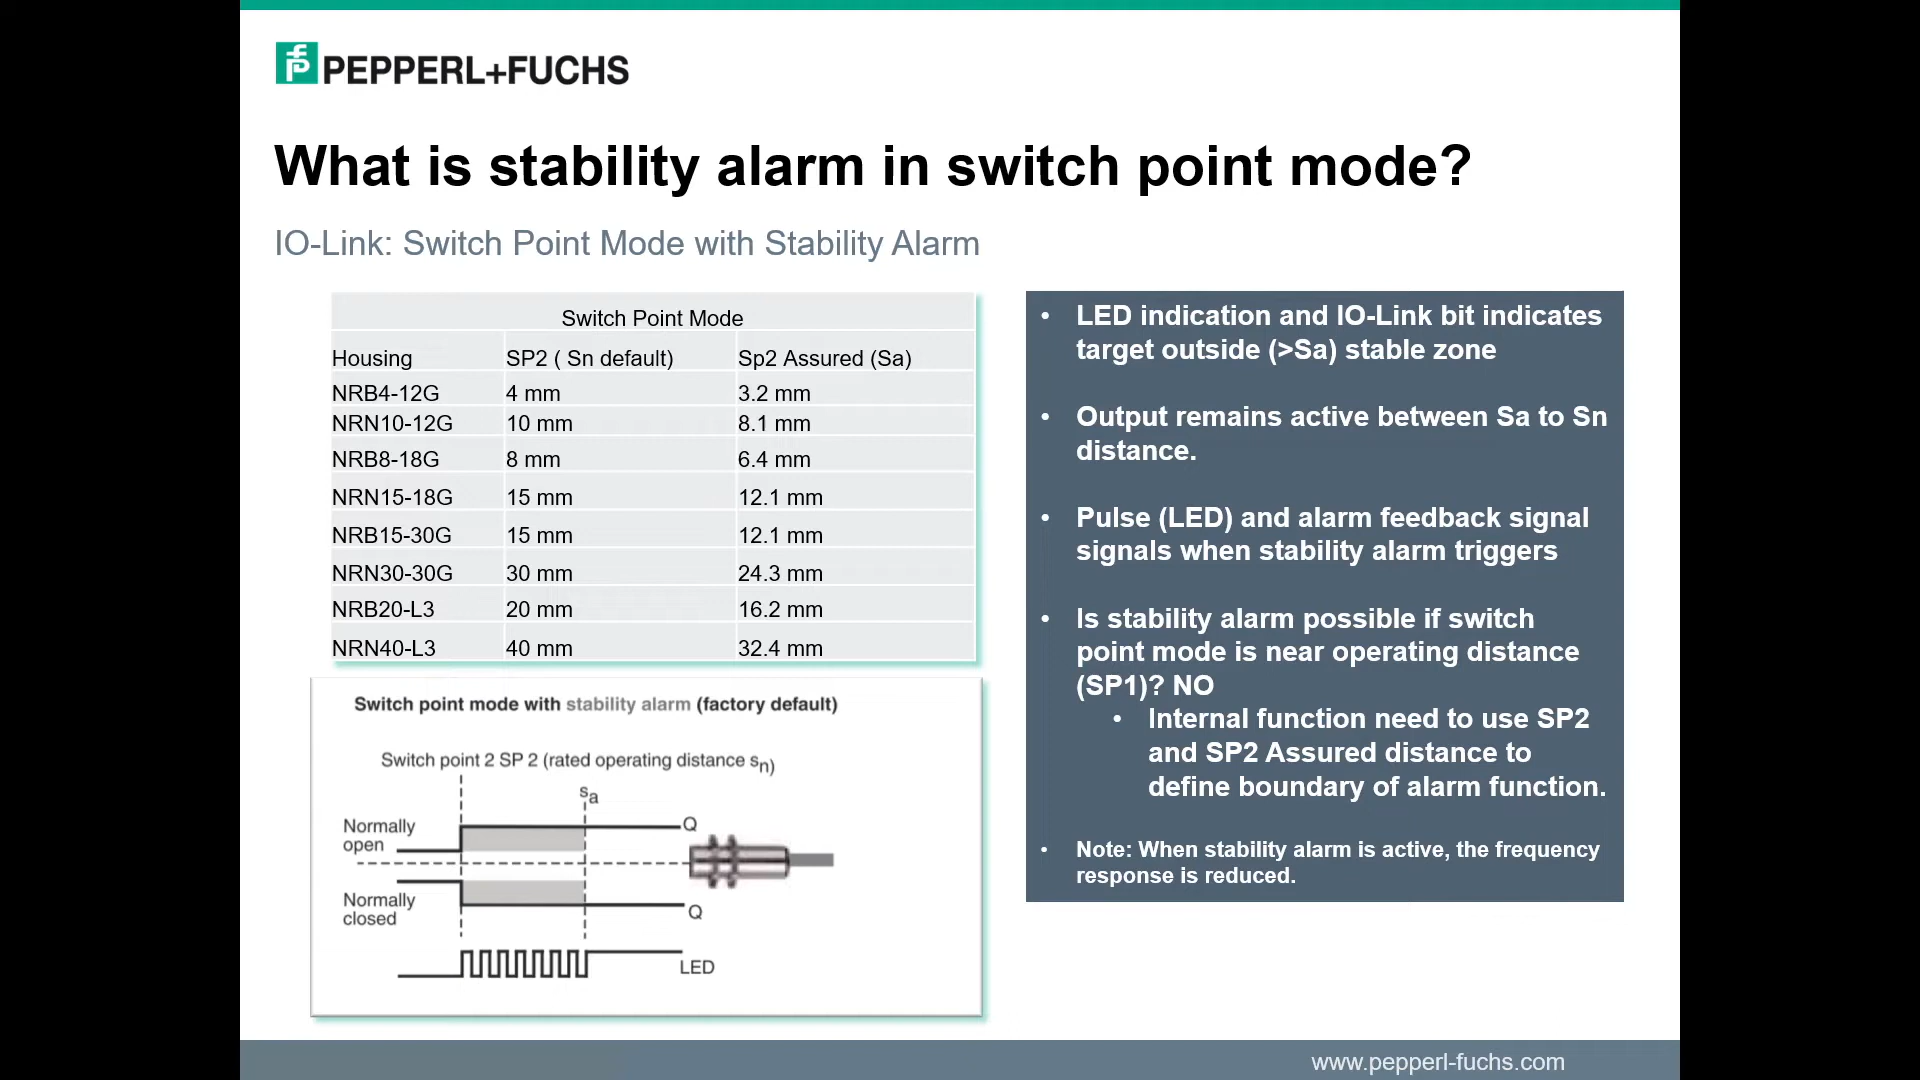 PEPPERL+FUCHS
What is stability alarm in switch point mode?
IO-Link: Switch Point Mode with Stability Alarm
Switch Point Mode
Housing SP2 ( Sn default) Sp2 Assured (Sa)
NRB4-12G 4 mm 3.2 mm
NRN10-12G 10 mm 8.1 mm
NRB8-18G 8 mm 6.4 mm
NRN15-18G 15 mm 12.1 mm
NRB15-30G 15 mm 12.1 mm
NRN30-30G 30 mm 24.3 mm
NRB20-L3 20 mm 16.2 mm
NRN40-L3 40 mm 32.4 mm
Switch point mode with stability alarm (factory default)
Switch point 2 SP 2 (rated operating distance sn)
sa
Normally
open
Q
Normally
closed
Q
LED
• LED indication and IO-Link bit indicates
target outside (>Sa) stable zone
• Output remains active between Sa to Sn
distance.
• Pulse (LED) and alarm feedback signal
signals when stability alarm triggers
• Is stability alarm possible if switch
point mode is near operating distance
(SP1)? NO
• Internal function need to use SP2
and SP2 Assured distance to
define boundary of alarm function.
• Note: When stability alarm is active, the frequency
response is reduced.
www.pepperl-fuchs.com